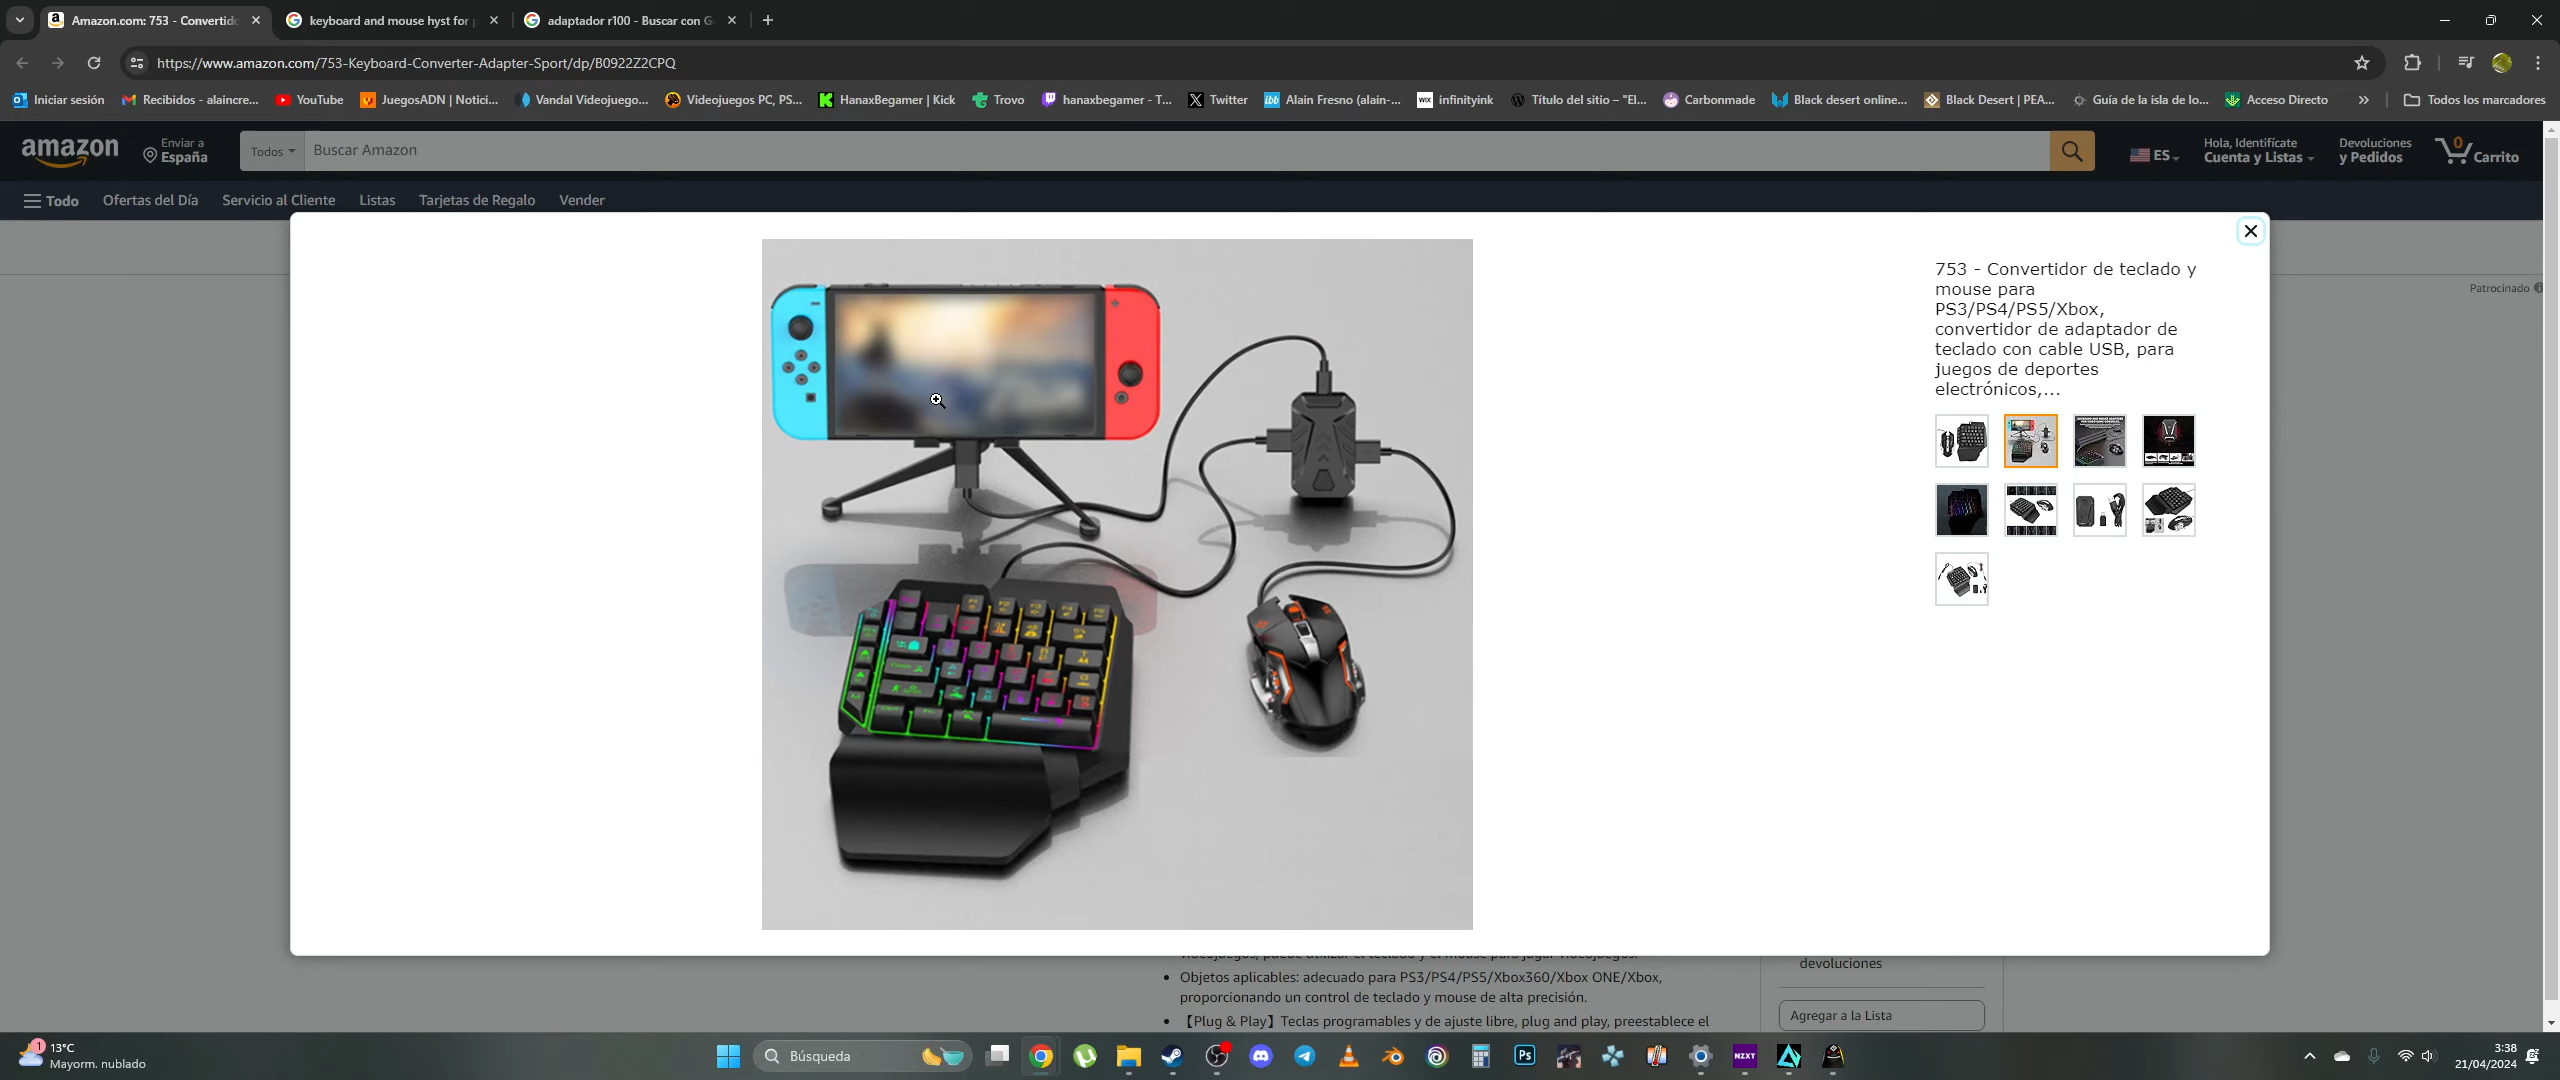 Amazon.com: 753 - Convertido
keyboard and mouse hyst for p
adaptador r100 - Buscar con Go
https://www.amazon.com/753-Keyboard-Converter-Adapter-Sport/dp/B0922Z2CPQ
Iniciar sesión
Recibidos - alaincre...
YouTube
JuegosADN | Notici...
Vandal Videojuego...
Videojuegos PC, PS...
HanaxBegamer | Kick
Trovo
hanaxbegamer - T...
Twitter
Alain Fresno (alain-...
infinityink
Título del sitio – "El...
Carbonmade
Black desert online...
Black Desert | PEA...
Guía de la isla de lo...
Acceso Directo
Todos los marcadores
amazon
Enviar a
España
Todos
Buscar Amazon
ES
Hola, Identifícate
Cuenta y Listas
Devoluciones
y Pedidos
0
Carrito
Todo
Ofertas del Día
Servicio al Cliente
Listas
Tarjetas de Regalo
Vender
Patrocinado
753 - Convertidor de teclado y
mouse para
PS3/PS4/PS5/Xbox,
convertidor de adaptador de
teclado con cable USB, para
juegos de deportes
electrónicos,...
devoluciones
Objetos aplicables: adecuado para PS3/PS4/PS5/Xbox360/Xbox ONE/Xbox,
proporcionando un control de teclado y mouse de alta precisión.
【Plug & Play】Teclas programables y de ajuste libre, plug and play, preestablece el
Agregar a la Lista
1
13°C
Mayorm. nublado
Búsqueda
Ps
NZXT
3:38
21/04/2024